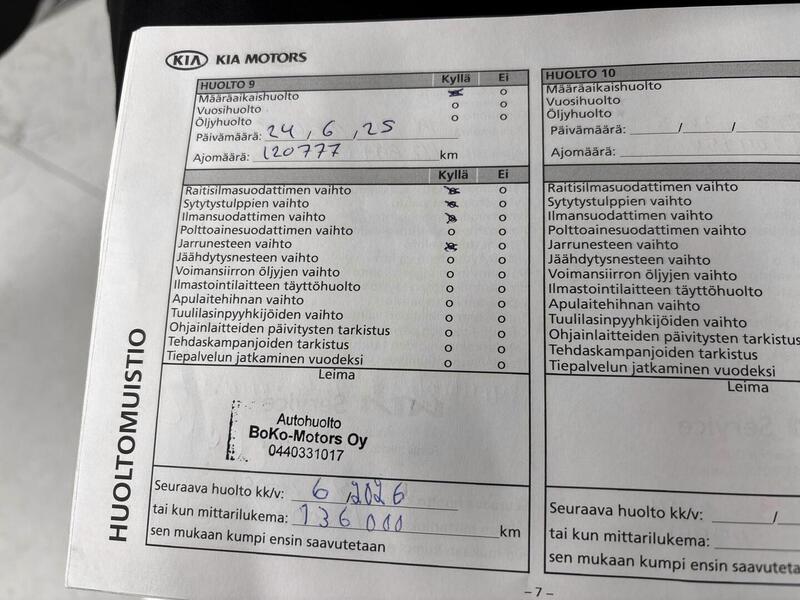 KIA KIA MOTORS
HUOLTO 9 Kyllä Ei
Määräaikaishuolto
Vuosihuolto o o
Öljyhuolto o o
Päivämäärä: 24, 6, 25
Ajomäärä: 120777 km
Kyllä Ei
Raitisilmasuodattimen vaihto
Sytytystulppien vaihto
Ilmansuodattimen vaihto
Polttoainesuodattimen vaihto
Jarrunesteen vaihto
Jäähdytysnesteen vaihto
Voimansiirron öljyjen vaihto
Ilmastointilaitteen täyttöhuolto
Apulaitehihnan vaihto
Tuulilasinpyyhkijöiden vaihto
Ohjainlaitteiden päivitysten tarkistus
Tehdaskampanjoiden tarkistus
Tiepalvelun jatkaminen vuodeksi
Leima
Autohuolto
BoKo-Motors Oy
0440331017
Seuraava huolto kk/v: 6, 2026
tai kun mittarilukema: 136000 km
sen mukaan kumpi ensin saavutetaan
HUOLTOMUISTIO
HUOLTO 10
Määräaikaishuolto
Vuosihuolto
Öljyhuolto
Päivämäärä: / /
Ajomäärä:
Raitisilmasuodattimen vaihto
Sytytystulppien vaihto
Ilmansuodattimen vaihto
Polttoainesuodattimen vaihto
Jarrunesteen vaihto
Jäähdytysnesteen vaihto
Voimansiirron öljyjen vaihto
Ilmastointilaitteen täyttöhuolto
Apulaitehihnan vaihto
Tuulilasinpyyhkijöiden vaihto
Ohjainlaitteiden päivitysten tarkistus
Tehdaskampanjoiden tarkistus
Tiepalvelun jatkaminen vuodeksi
Leima
Seuraava huolto kk/v: /
tai kun mittarilukema:
sen mukaan kumpi ensin saavuteta
– 7 –